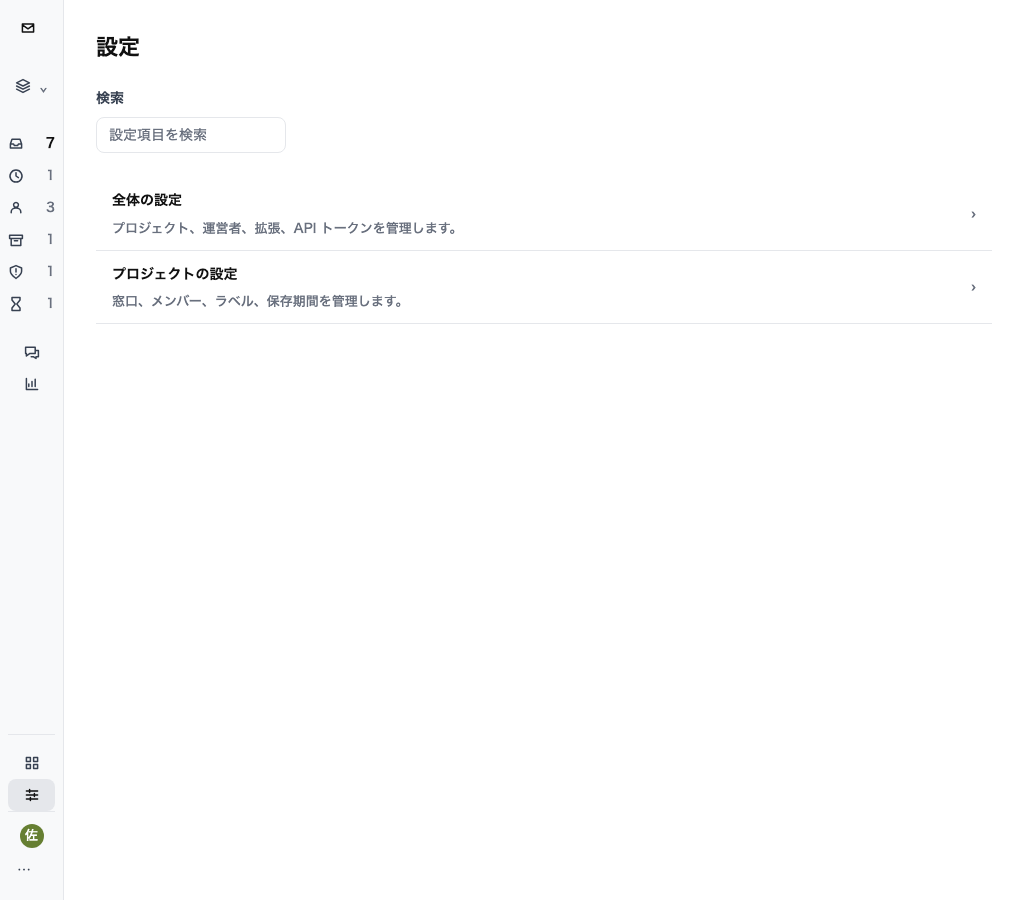 設定
検索
設定項目を検索
全体の設定
プロジェクト、運営者、拡張、API トークンを管理します。
プロジェクトの設定
窓口、メンバー、ラベル、保存期間を管理します。
7
1
3
1
1
1
佐